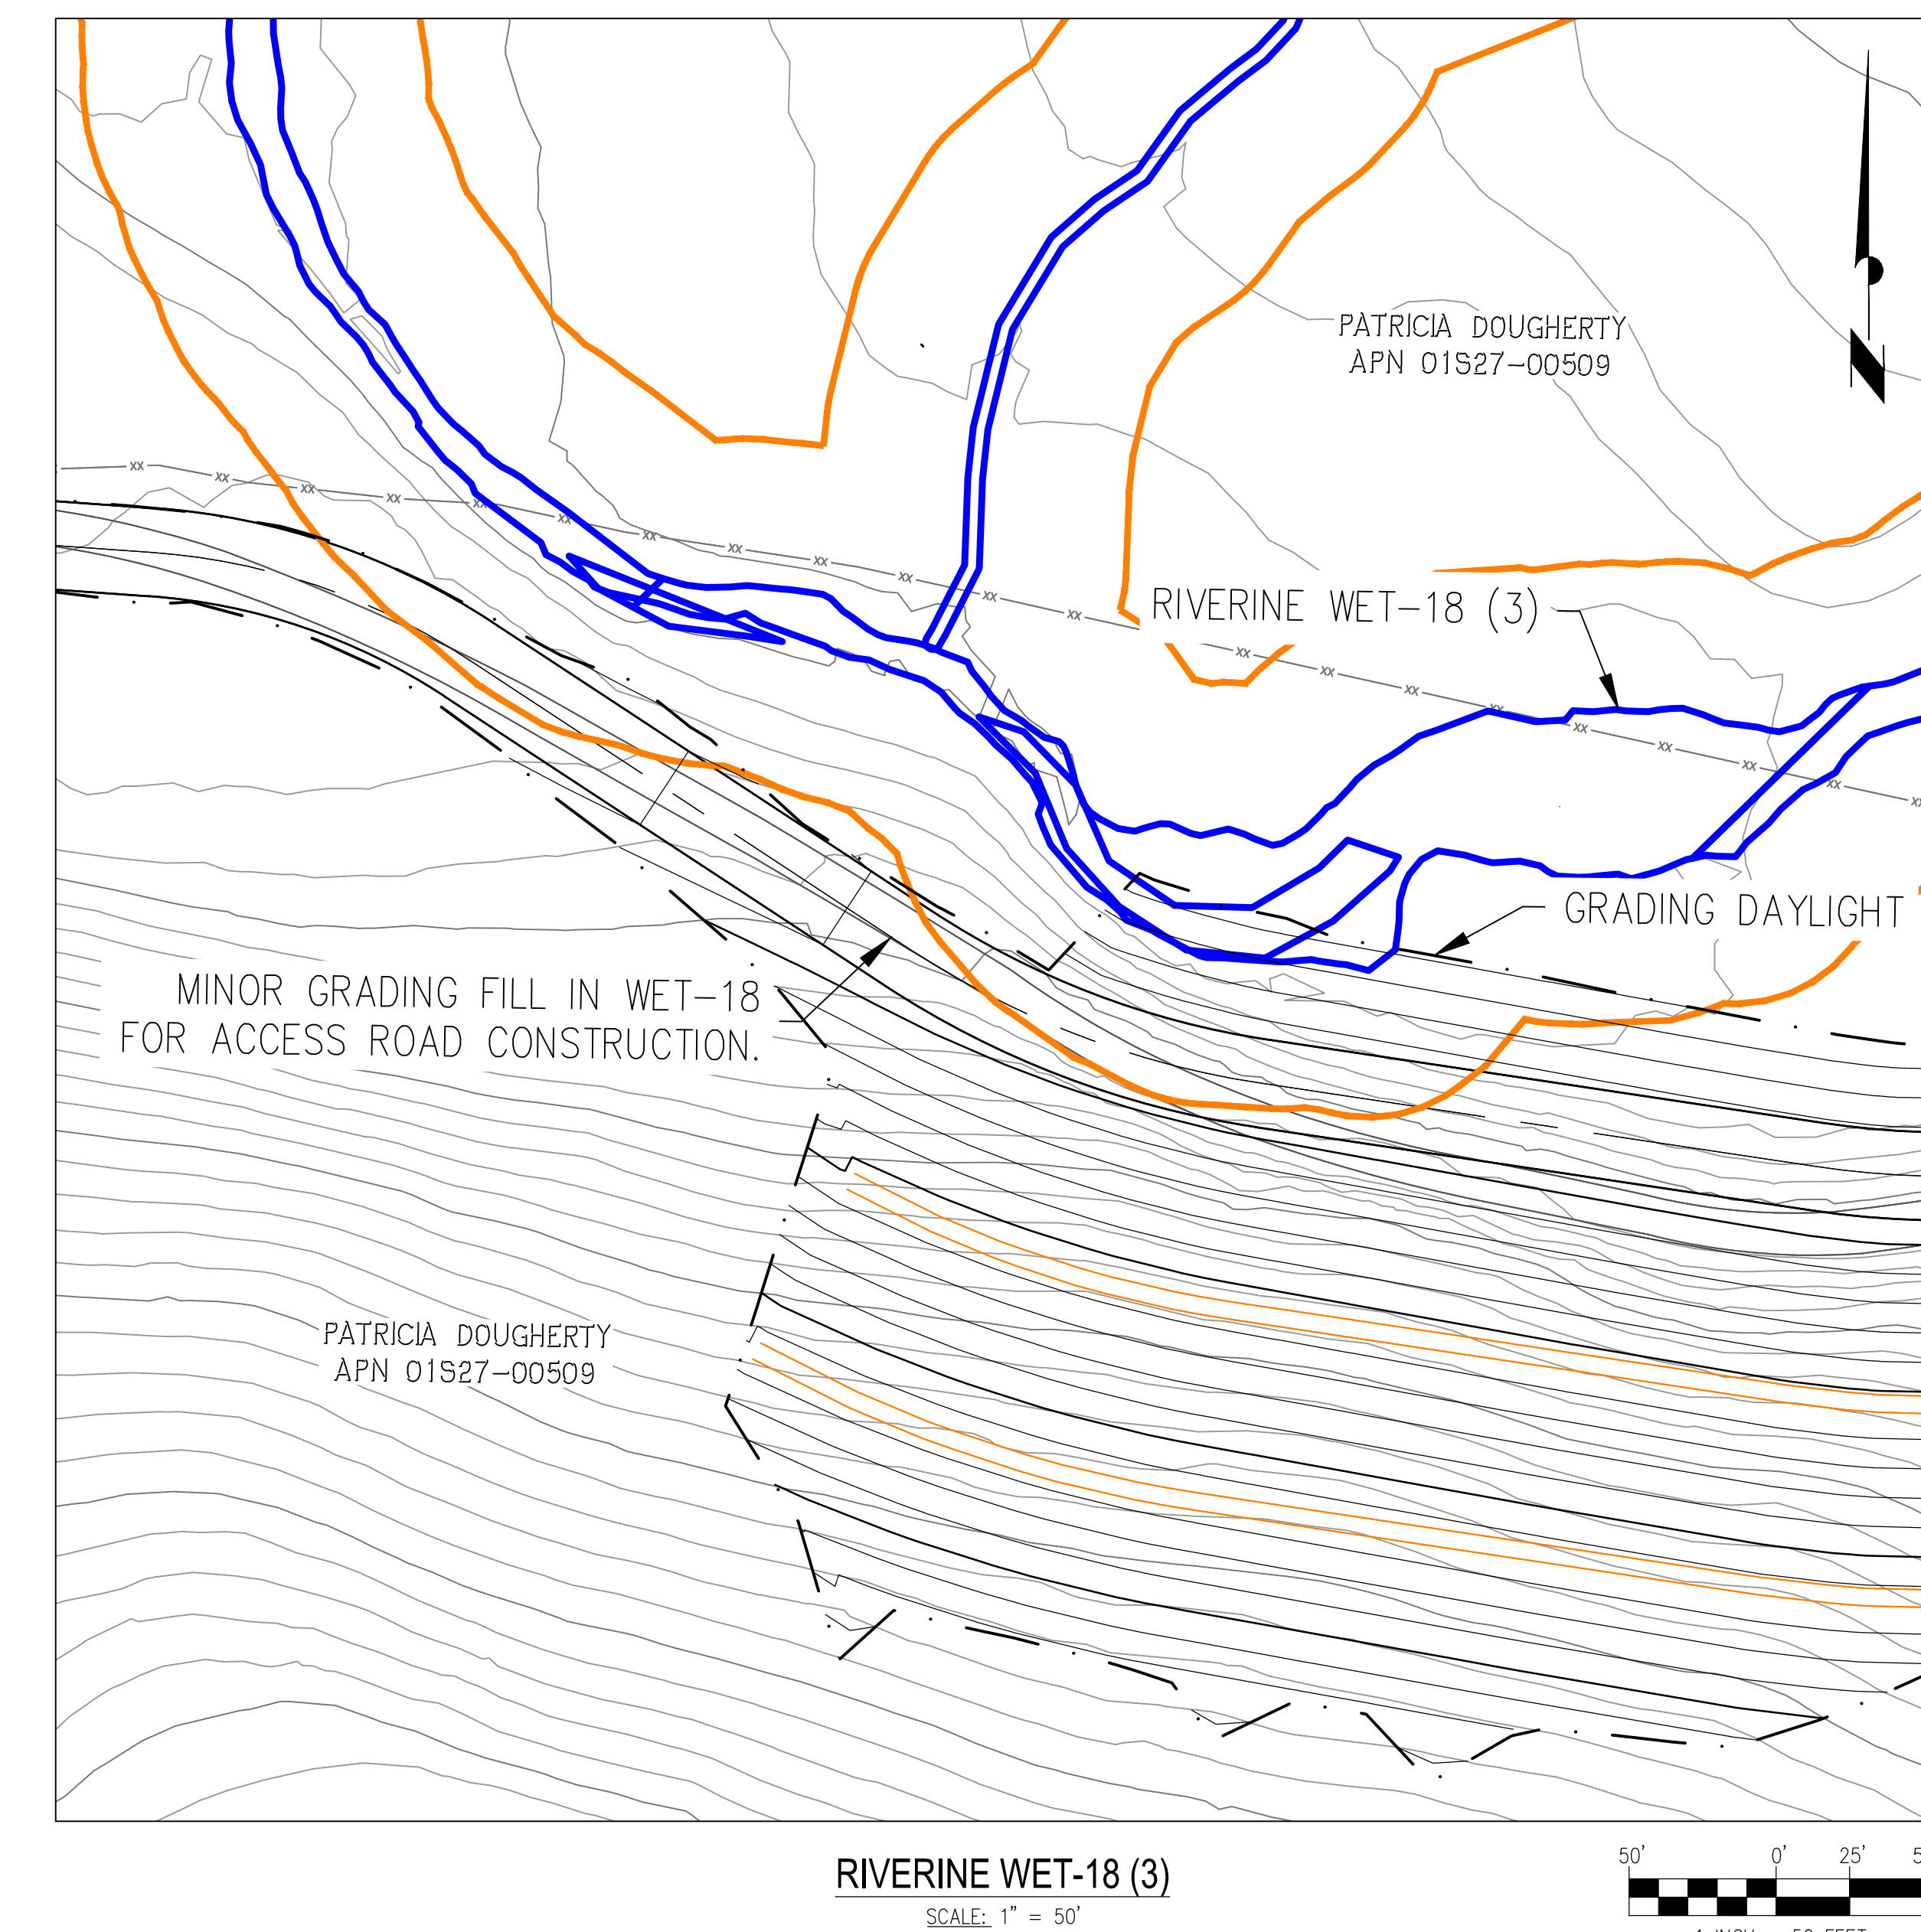 PATRICIA DOUGHERTY
APN 01S27-00509
RIVERINE WET-18 (3)
GRADING DAYLIGHT
MINOR GRADING FILL IN WET-18
FOR ACCESS ROAD CONSTRUCTION.
PATRICIA DOUGHERTY
APN 01S27-00509
RIVERINE WET-18 (3)
SCALE: 1" = 50'
50' 0' 25'